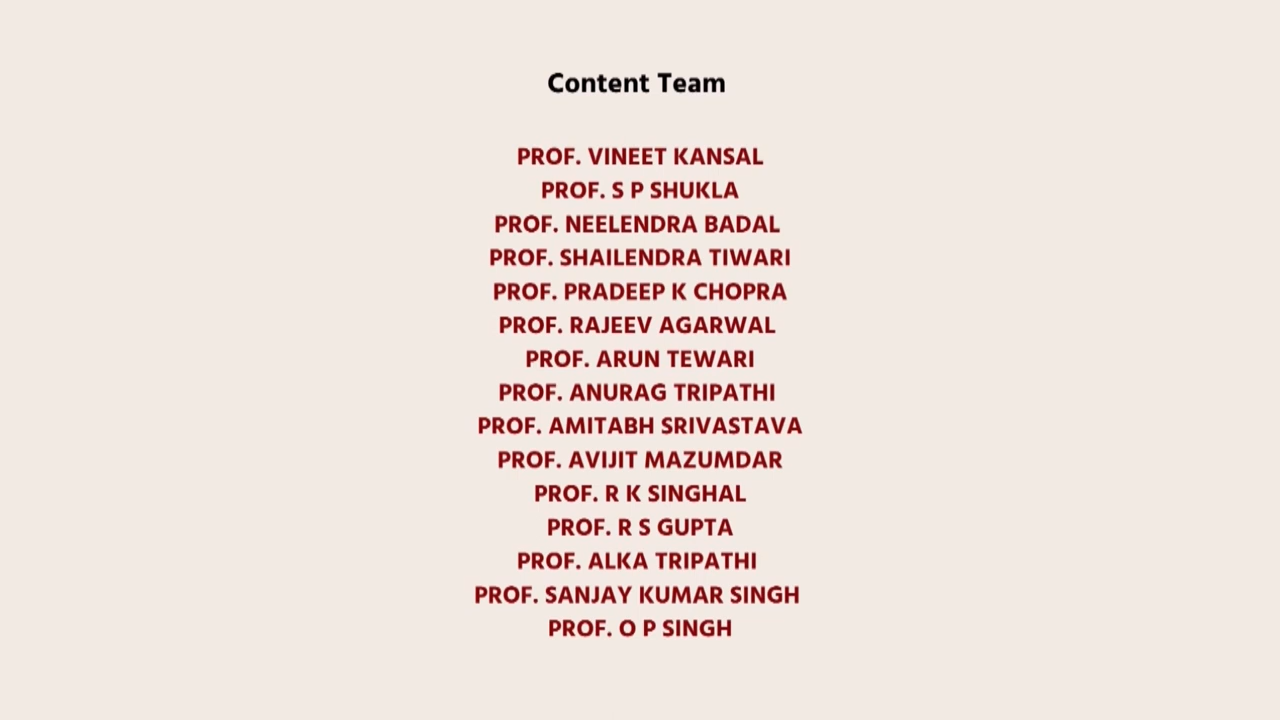 Content Team
PROF. VINEET KANSAL
PROF. S P SHUKLA
PROF. NEELENDRA BADAL
PROF. SHAILENDRA TIWARI
PROF. PRADEEP K CHOPRA
PROF. RAJEEV AGARWAL
PROF. ARUN TEWARI
PROF. ANURAG TRIPATHI
PROF. AMITABH SRIVASTAVA
PROF. AVIJIT MAZUMDAR
PROF. R K SINGHAL
PROF. R S GUPTA
PROF. ALKA TRIPATHI
PROF. SANJAY KUMAR SINGH
PROF. O P SINGH